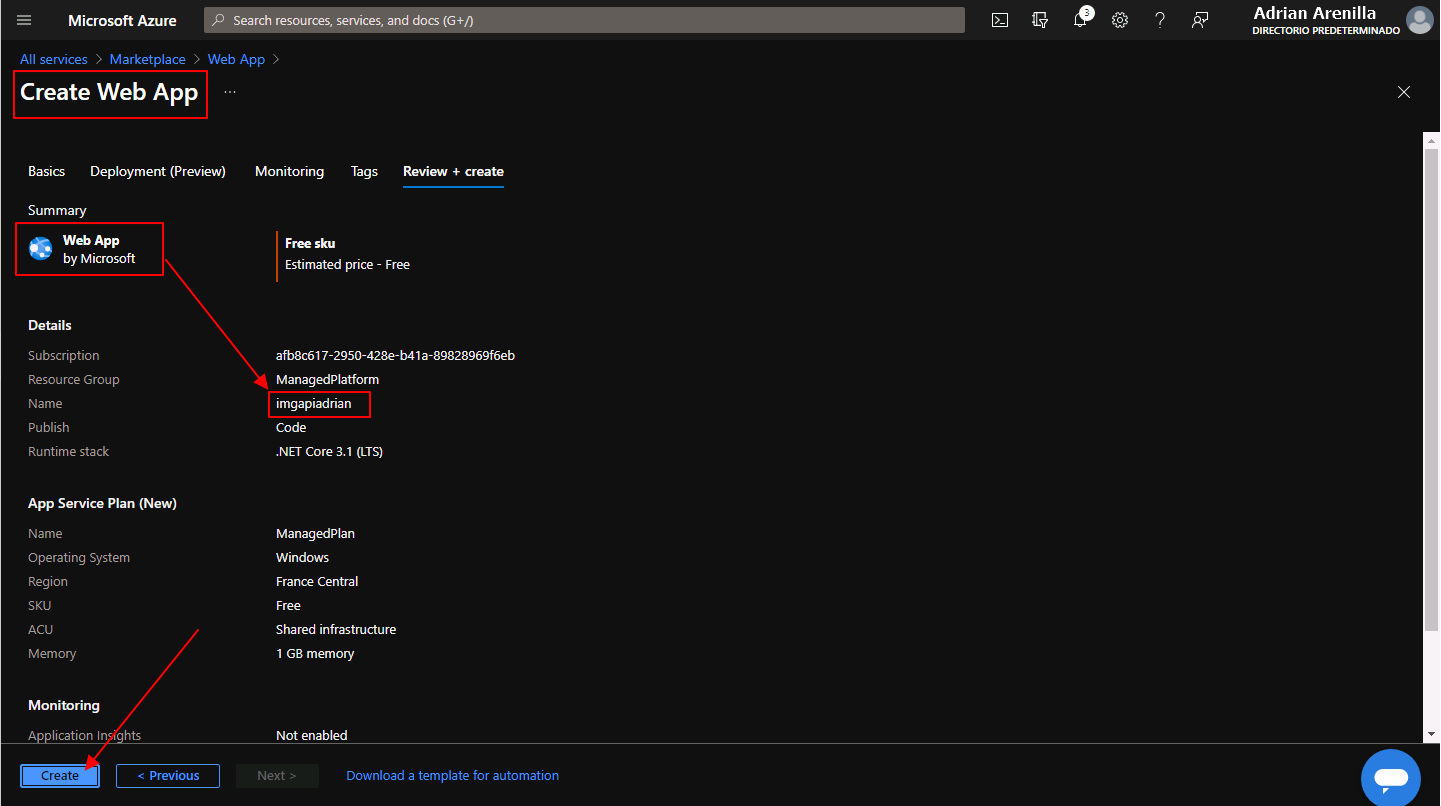 Microsoft Azure
Search resources, services, and docs (G+/)
3
Adrian Arenilla
DIRECTORIO PREDETERMINADO
All services > Marketplace > Web App >
Create Web App ...
Basics Deployment (Preview) Monitoring Tags Review + create
Summary
Web App
by Microsoft
Free sku
Estimated price - Free
Details
Subscription afb8c617-2950-428e-b41a-89828969f6eb
Resource Group ManagedPlatform
Name imgapiadrian
Publish Code
Runtime stack .NET Core 3.1 (LTS)
App Service Plan (New)
Name ManagedPlan
Operating System Windows
Region France Central
SKU Free
ACU Shared infrastructure
Memory 1 GB memory
Monitoring
Application Insights Not enabled
Create < Previous Next > Download a template for automation